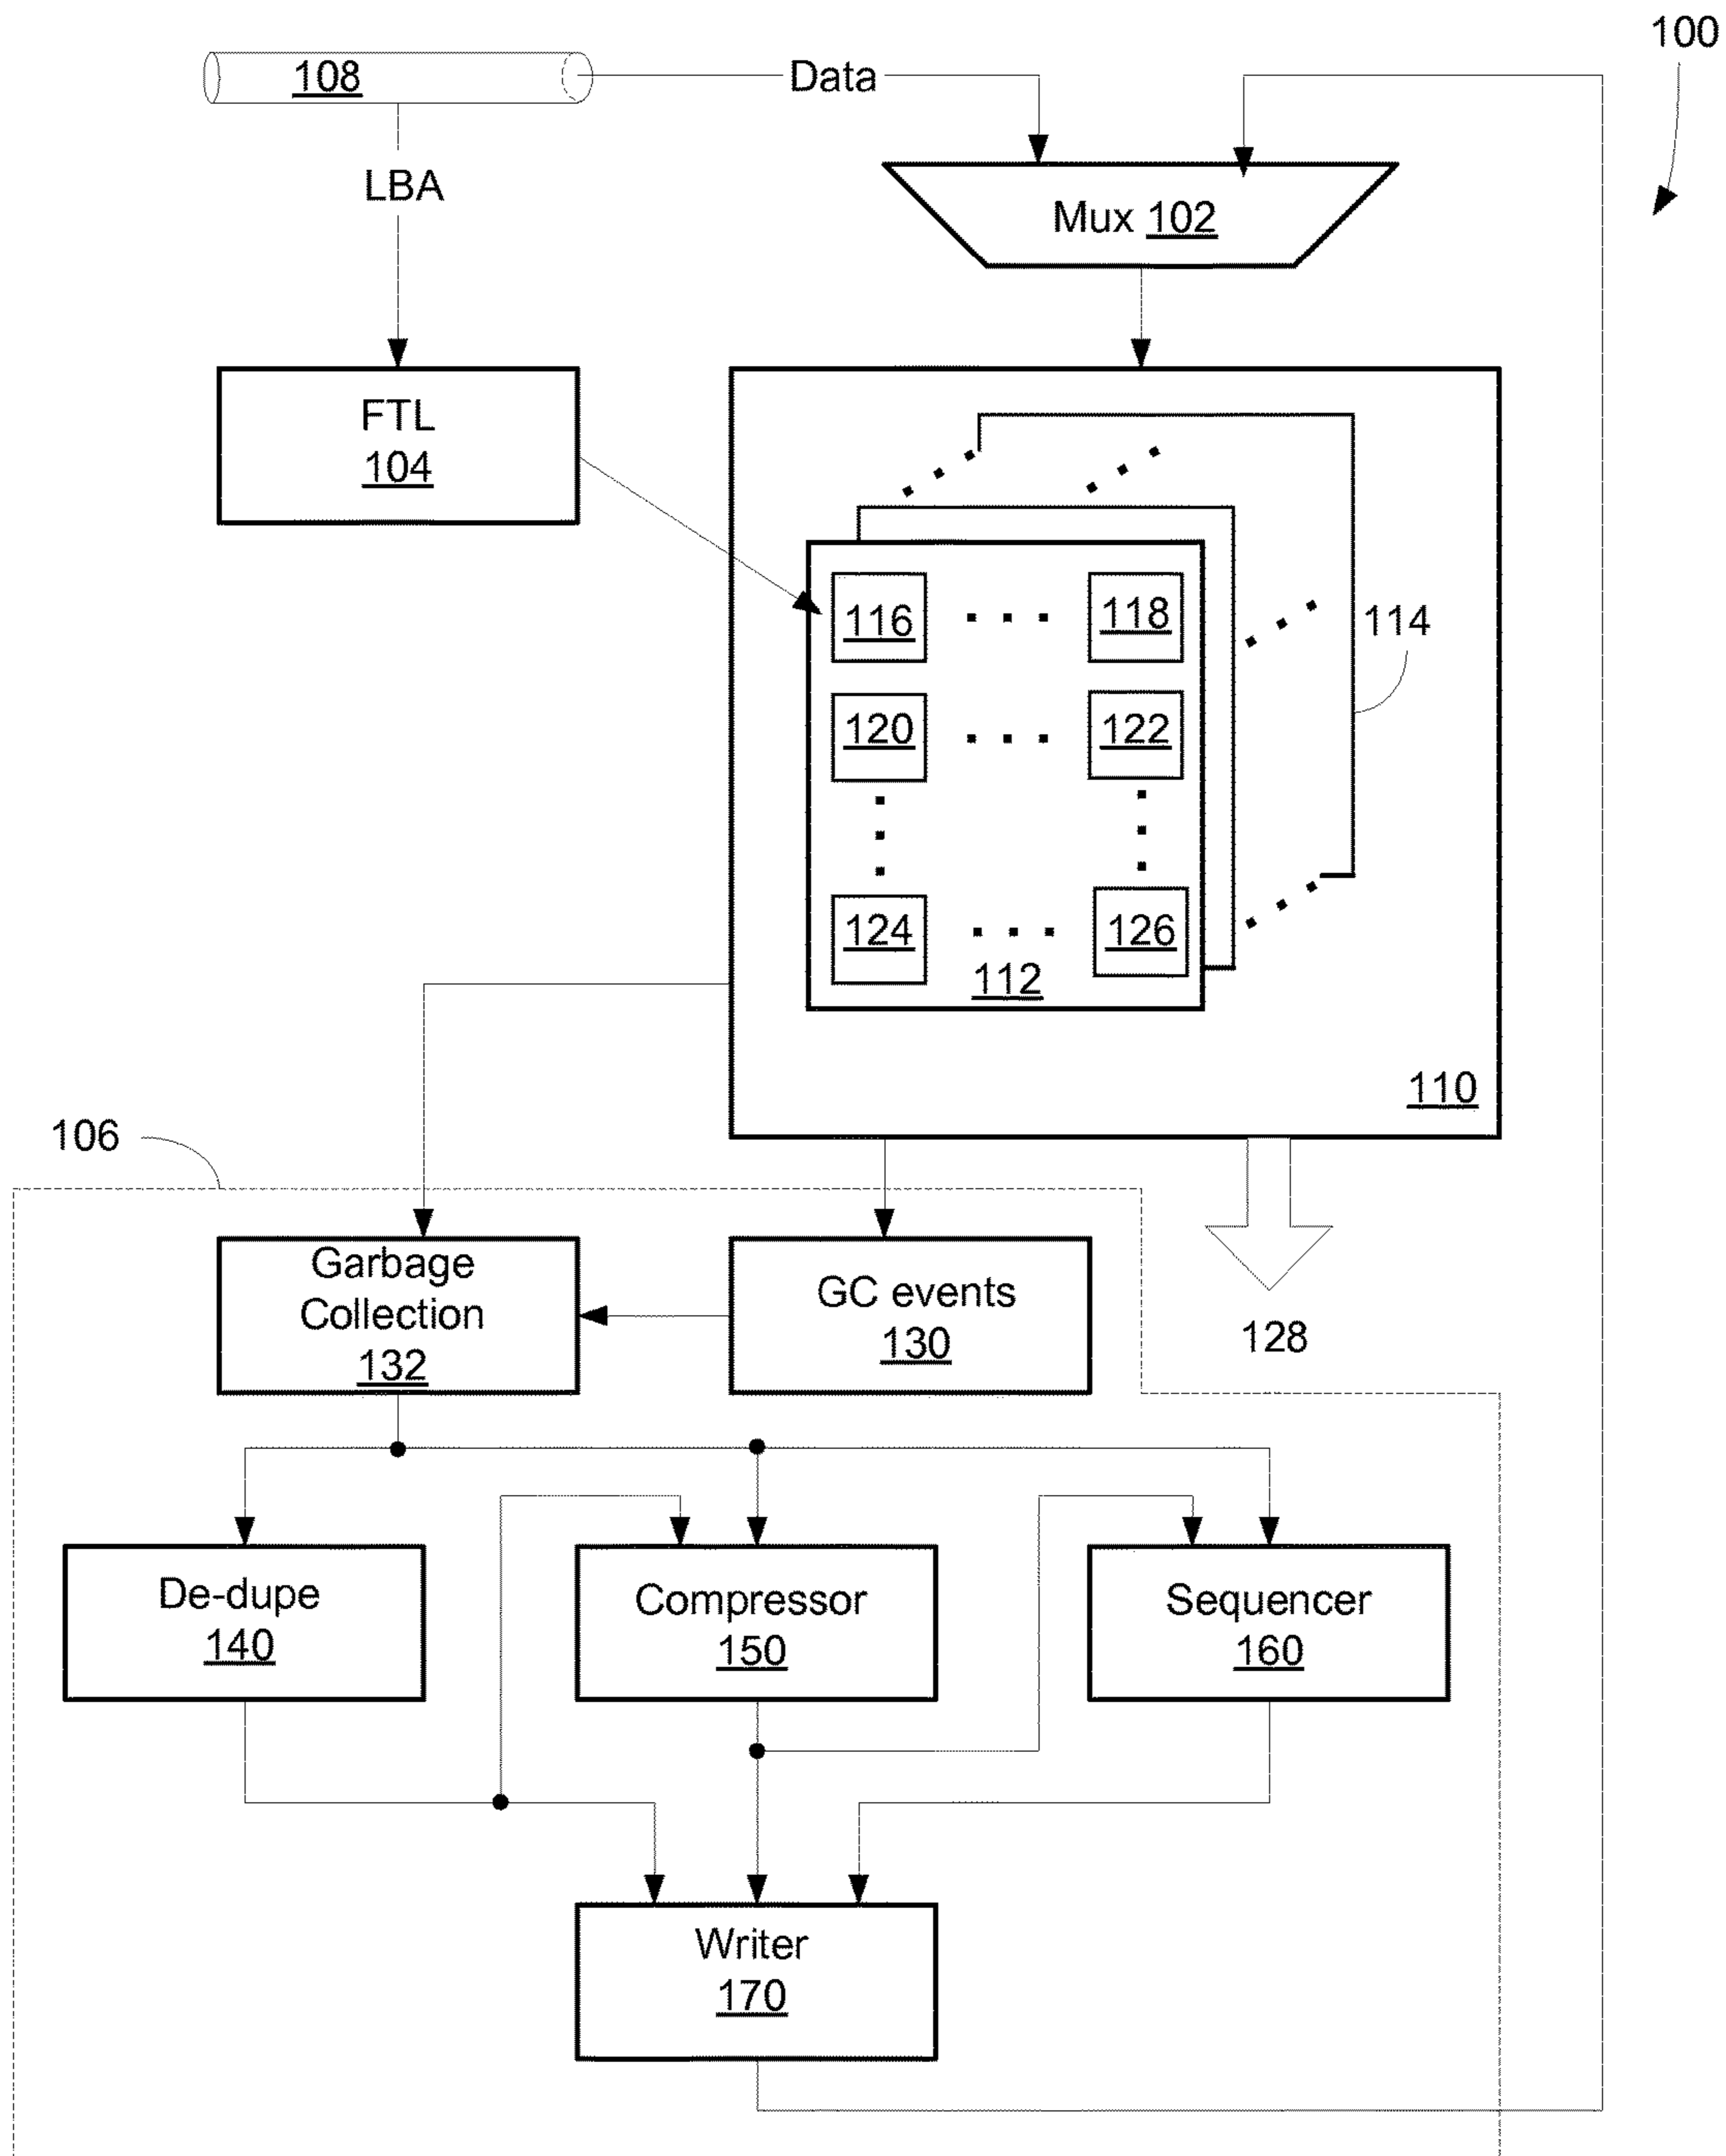 100
108
Data
LBA
Mux 102
FTL
104
116
118
114
120
122
124
126
112
110
106
Garbage
Collection
132
GC events
130
128
De-dupe
140
Compressor
150
Sequencer
160
Writer
170